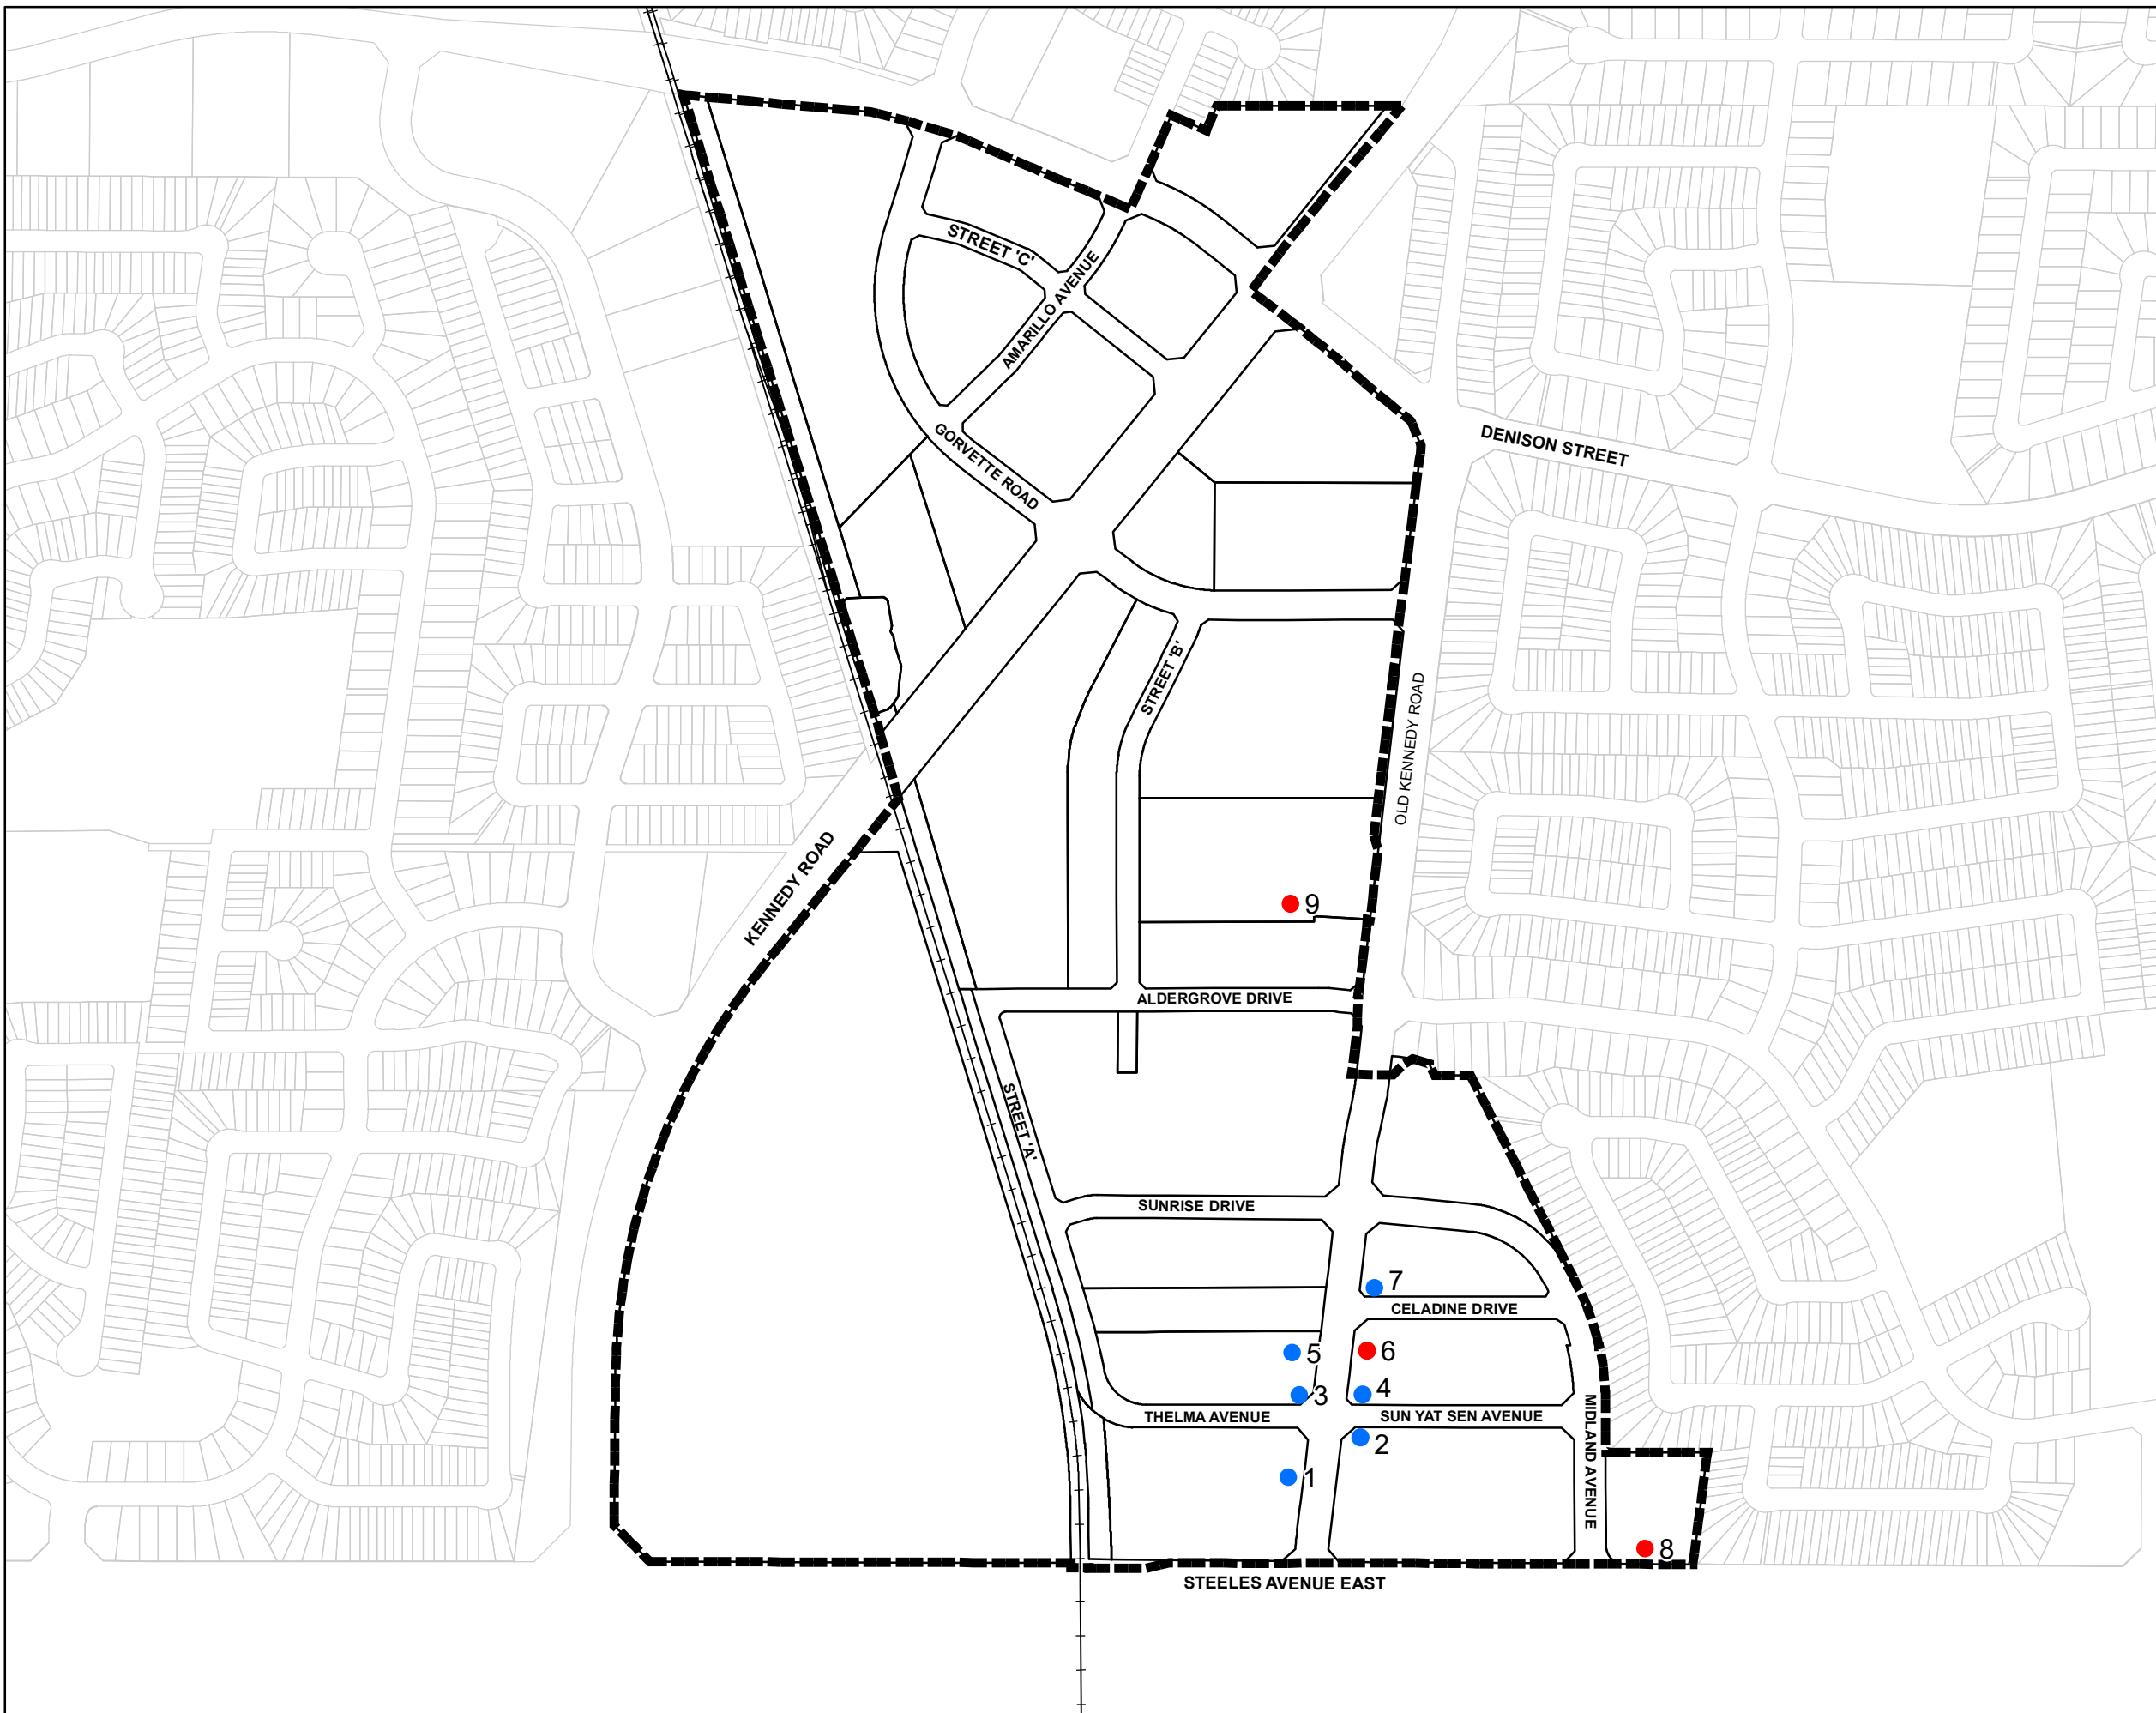 STREET 'C'
AMARILLO AVENUE
GORVETTE ROAD
DENISON STREET
STREET 'B'
OLD KENNEDY ROAD
KENNEDY ROAD
9
ALDERGROVE DRIVE
STREET 'A'
SUNRISE DRIVE
7
CELADINE DRIVE
5
6
3
4
THELMA AVENUE
SUN YAT SEN AVENUE
MIDLAND AVENUE
2
1
8
STEELES AVENUE EAST